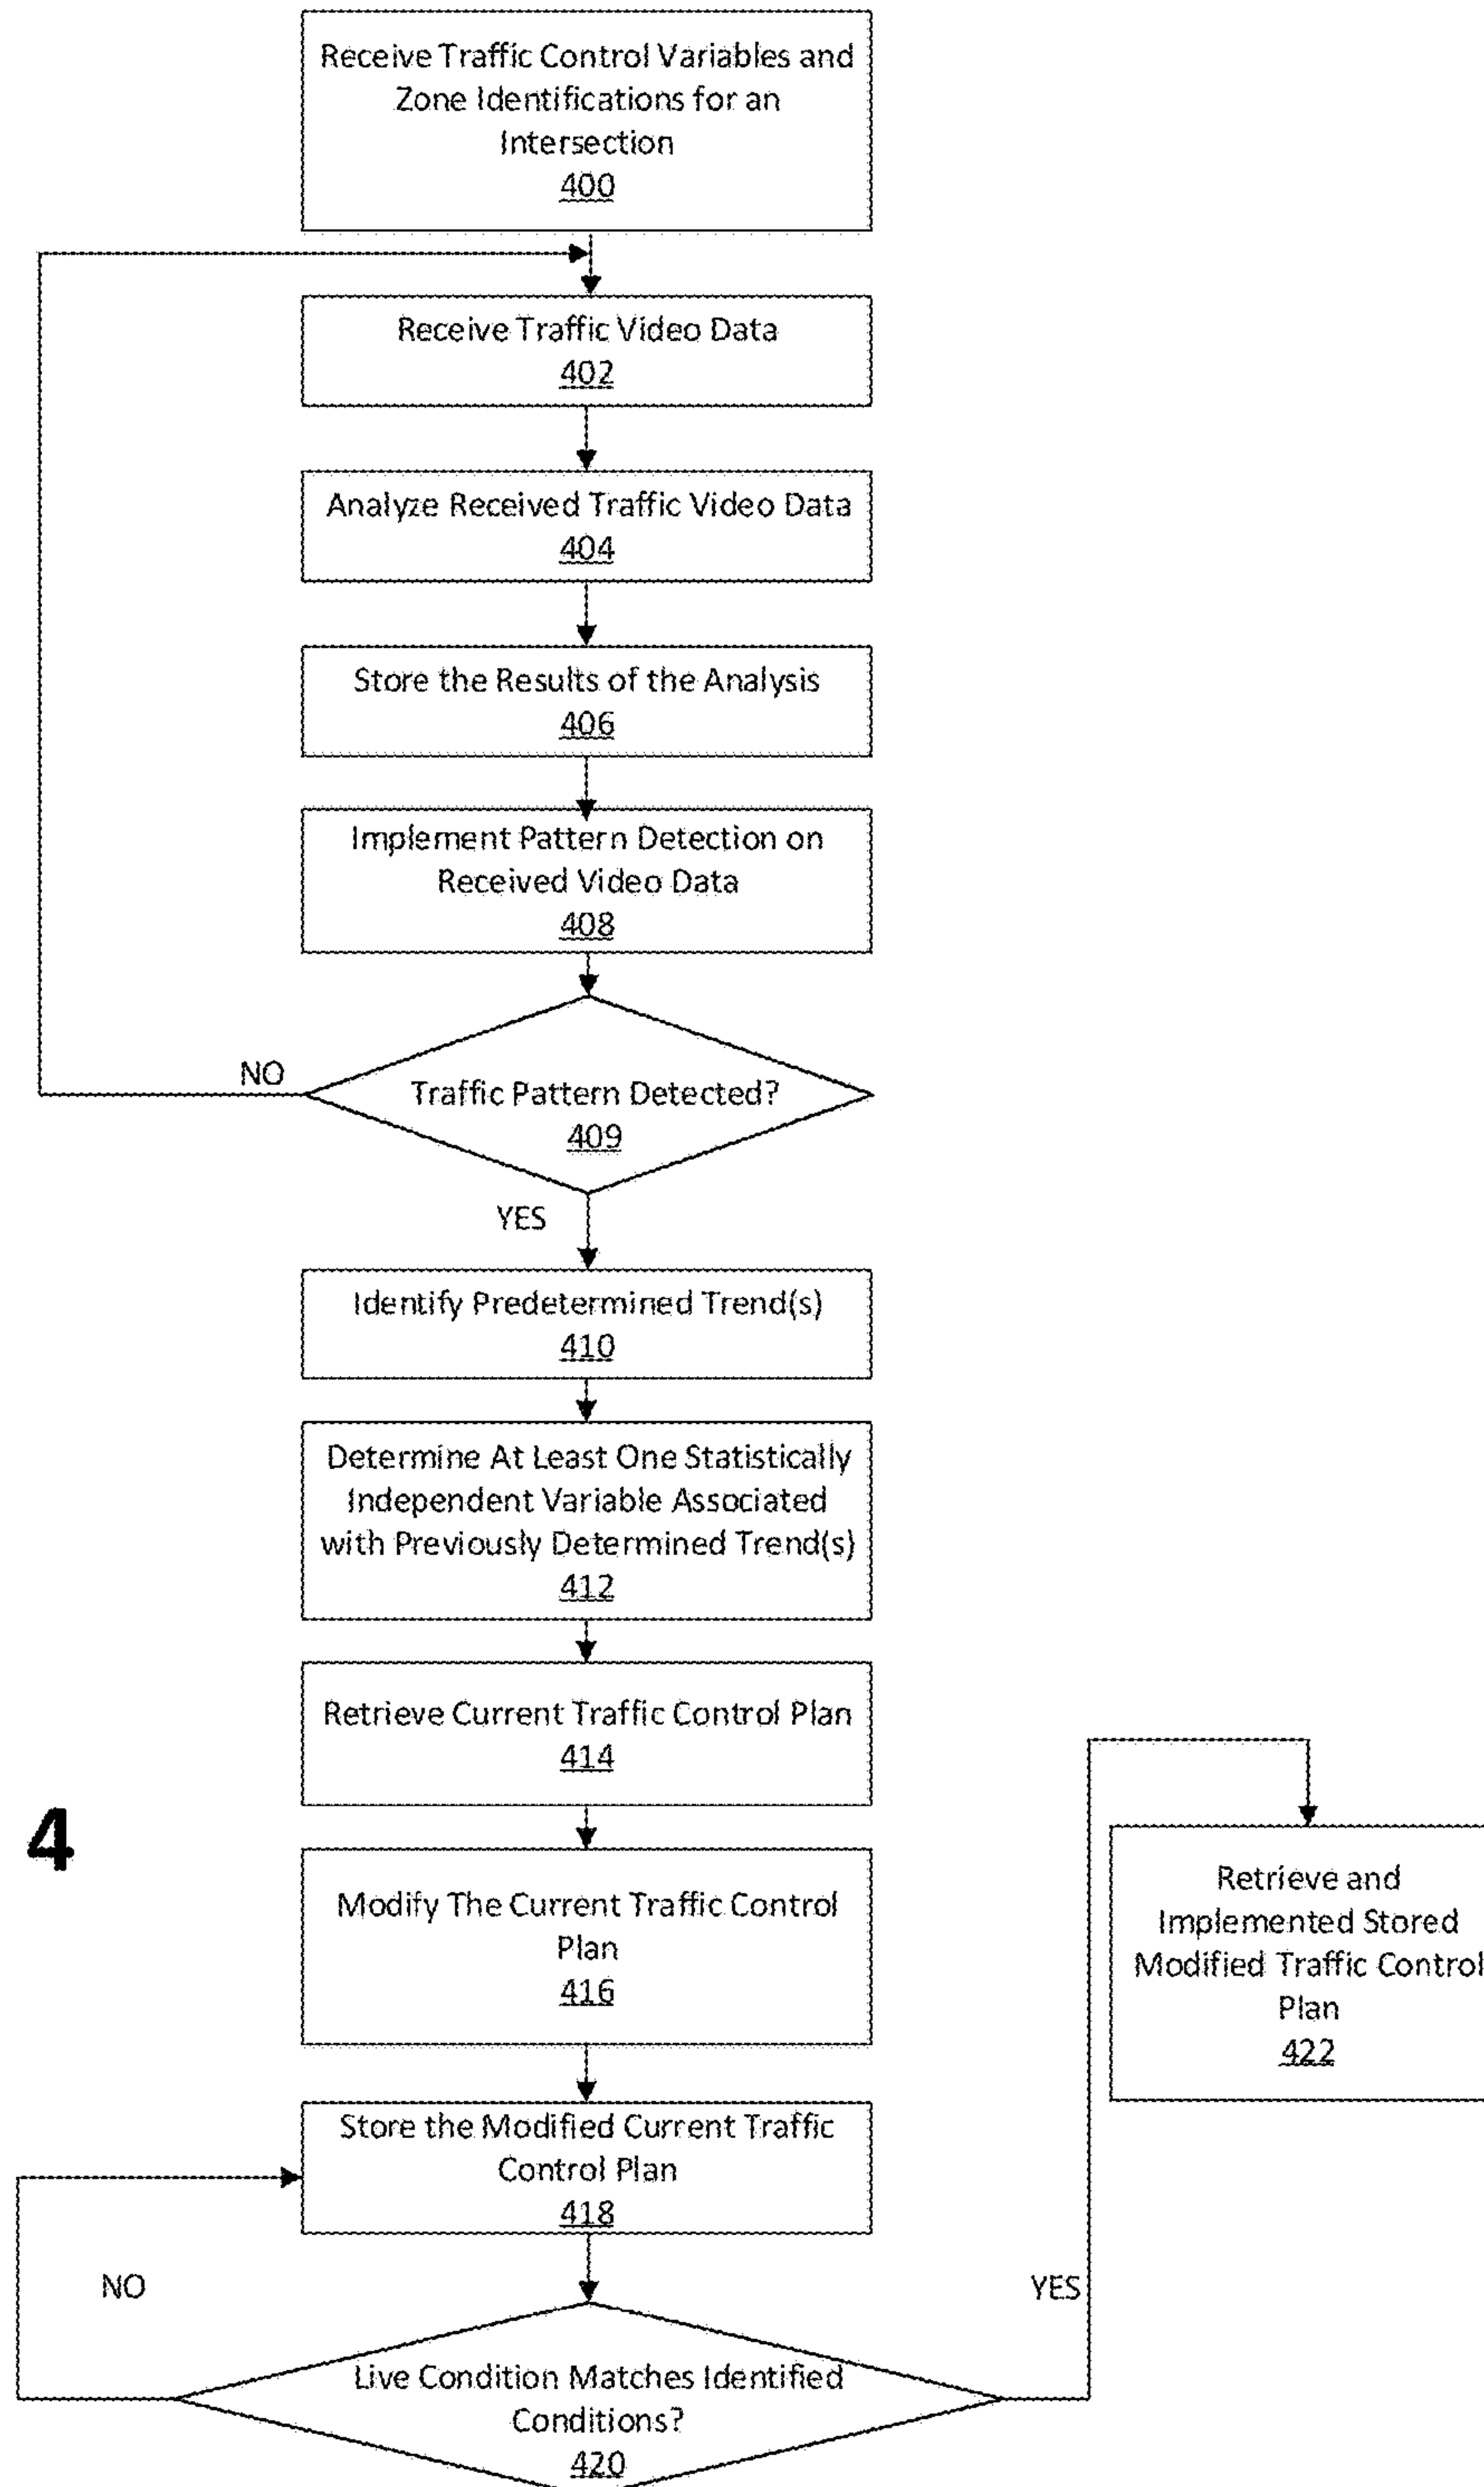 Receive Traffic Control Variables and
Zone Identifications for an
Intersection
400
Receive Traffic Video Data
402
Analyze Received Traffic Video Data
404
Store the Results of the Analysis
406
Implement Pattern Detection on
Received Video Data
408
NO
Traffic Pattern Detected?
409
YES
Identify Predetermined Trend(s)
410
Determine At Least One Statistically
Independent Variable Associated
with Previously Determined Trend(s)
412
Retrieve Current Traffic Control Plan
414
4
Modify The Current Traffic Control
Plan
416
Retrieve and
Implemented Stored
Modified Traffic Control
Plan
422
Store the Modified Current Traffic
Control Plan
418
NO
YES
Live Condition Matches Identified
Conditions?
420